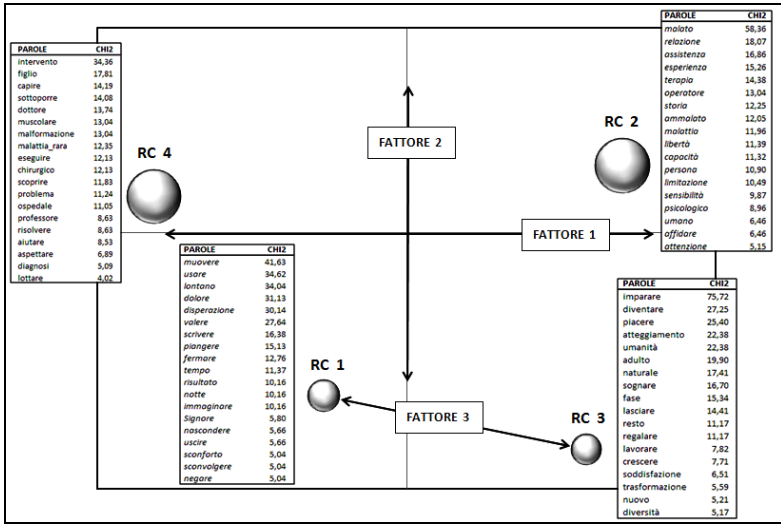 PAROLE CHI2
intervento 34,36
figlio 17,81
capire 14,19
sottoporre 14,08
dottore 13,74
muscolare 13,04
malformazione 13,04
malattia_rara 12,35
eseguire 12,13
chirurgico 12,13
scoprire 11,83
problema 11,24
ospedale 11,05
professore 8,63
risolvere 8,63
aiutare 8,53
aspettare 6,89
diagnosi 5,09
lottare 4,02
RC 4
FATTORE 2
RC 2
PAROLE CHI2
malato 58,36
relazione 18,07
assistenza 16,86
esperienza 15,26
terapia 14,38
operatore 13,04
storia 12,25
ammalato 12,05
malattia 11,96
libertà 11,39
capacità 11,32
persona 10,90
limitazione 10,49
sensibilità 9,87
psicologico 8,96
umano 6,46
affidare 6,46
attenzione 5,15
FATTORE 1
PAROLE CHI2
muovere 41,63
usare 34,62
lontano 34,04
dolore 31,13
disperazione 30,14
valere 27,64
scrivere 16,38
piangere 15,13
fermare 12,76
tempo 11,37
risultato 10,16
notte 10,16
immaginare 10,16
Signore 5,80
nascondere 5,66
uscire 5,66
sconforto 5,04
sconvolgere 5,04
negare 5,04
RC 1
FATTORE 3
RC 3
PAROLE CHI2
imparare 75,72
diventare 27,25
piacere 25,40
atteggiamento 22,38
umanità 22,38
adulto 19,90
naturale 17,41
sognare 16,70
fase 15,34
lasciare 14,41
resto 11,17
regalare 11,17
lavorare 7,82
crescere 7,71
soddisfazione 6,51
trasformazione 5,59
nuovo 5,21
diversità 5,17